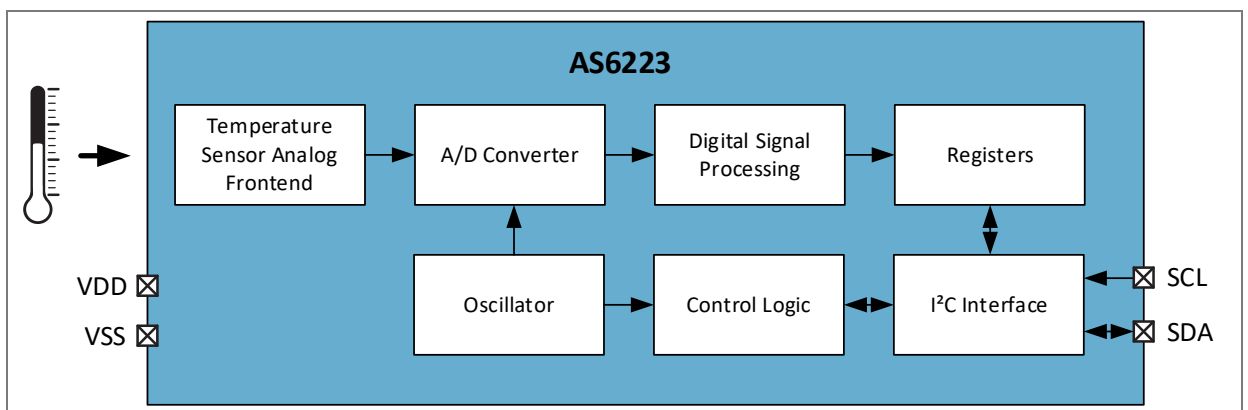 AS6223
Temperature
Sensor Analog
Frontend
A/D Converter
Digital Signal
Processing
Registers
VDD
VSS
Oscillator
Control Logic
I²C Interface
SCL
SDA